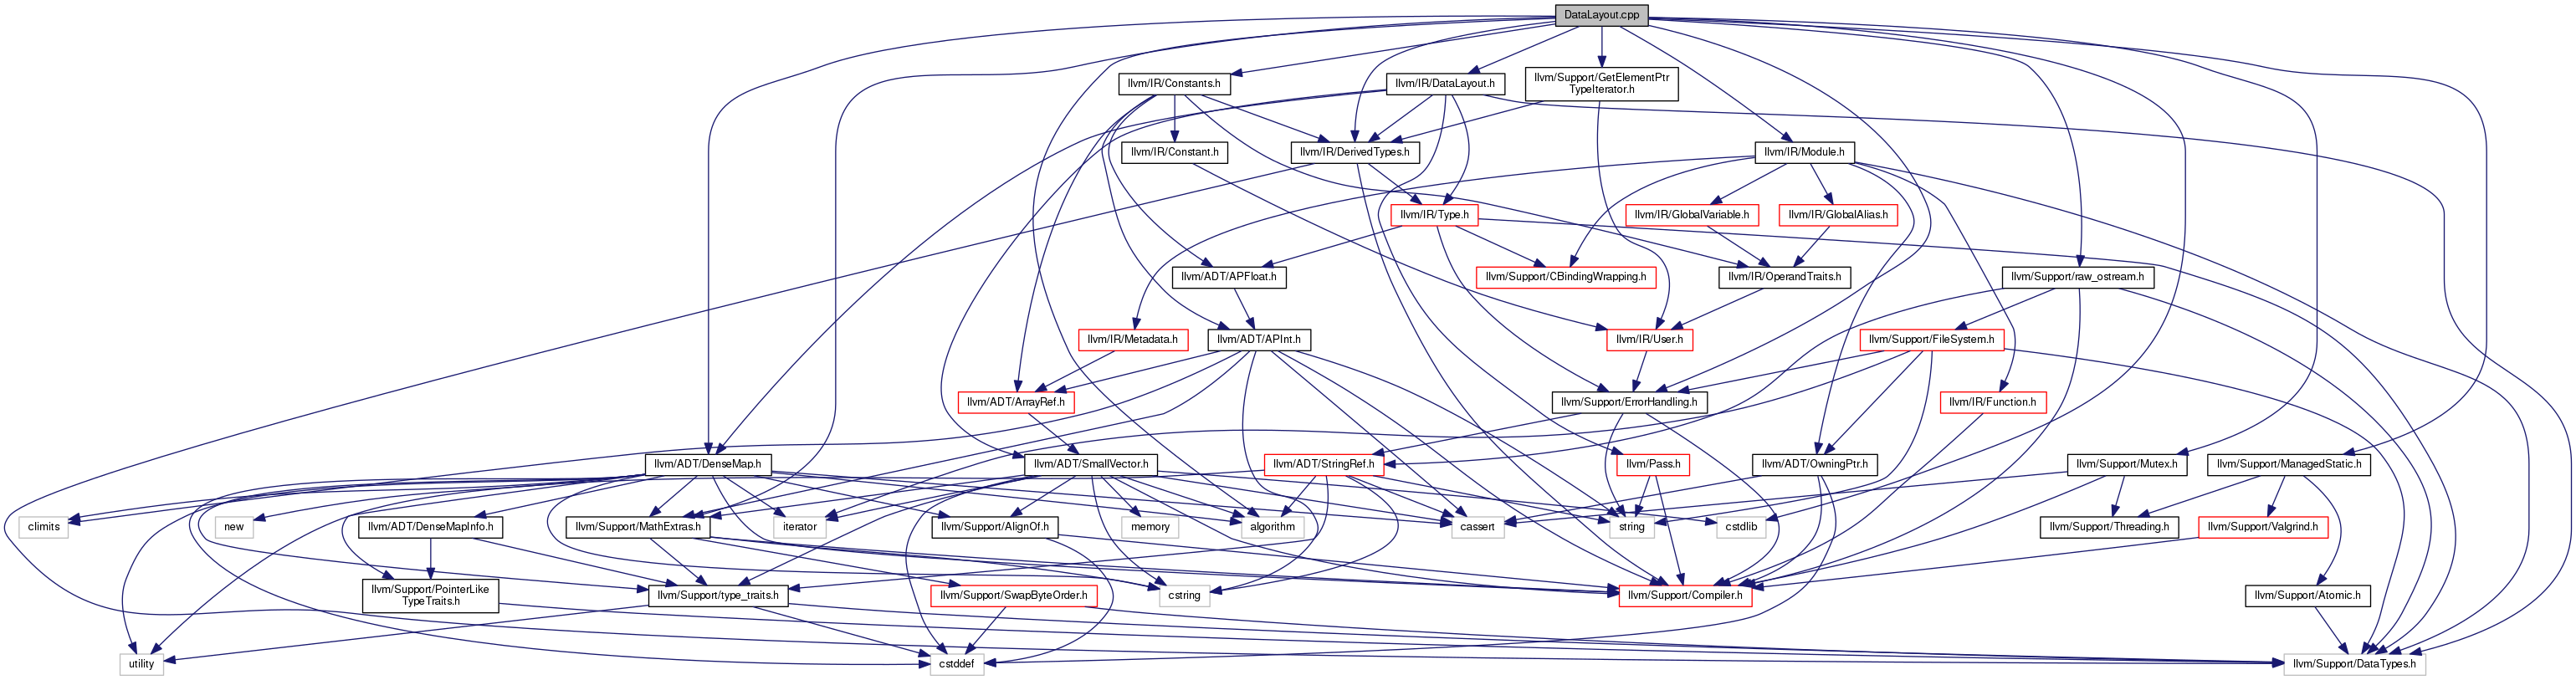 DataLayout.cpp
llvm/IR/Constants.h
llvm/IR/DataLayout.h
llvm/Support/GetElementPtr
TypeIterator.h
llvm/IR/Constant.h
llvm/IR/DerivedTypes.h
llvm/IR/Module.h
llvm/IR/Type.h
llvm/IR/GlobalVariable.h
llvm/IR/GlobalAlias.h
llvm/ADT/APFloat.h
llvm/Support/CBindingWrapping.h
llvm/IR/OperandTraits.h
llvm/Support/raw_ostream.h
llvm/IR/Metadata.h
llvm/ADT/APInt.h
llvm/IR/User.h
llvm/Support/FileSystem.h
llvm/ADT/ArrayRef.h
llvm/Support/ErrorHandling.h
llvm/IR/Function.h
llvm/ADT/DenseMap.h
llvm/ADT/SmallVector.h
llvm/ADT/StringRef.h
llvm/Pass.h
llvm/ADT/OwningPtr.h
llvm/Support/Mutex.h
llvm/Support/ManagedStatic.h
climits
new
llvm/ADT/DenseMapInfo.h
llvm/Support/MathExtras.h
iterator
llvm/Support/AlignOf.h
memory
algorithm
cassert
string
cstdlib
llvm/Support/Threading.h
llvm/Support/Valgrind.h
llvm/Support/PointerLike
TypeTraits.h
llvm/Support/type_traits.h
llvm/Support/SwapByteOrder.h
cstring
llvm/Support/Compiler.h
llvm/Support/Atomic.h
utility
cstddef
llvm/Support/DataTypes.h